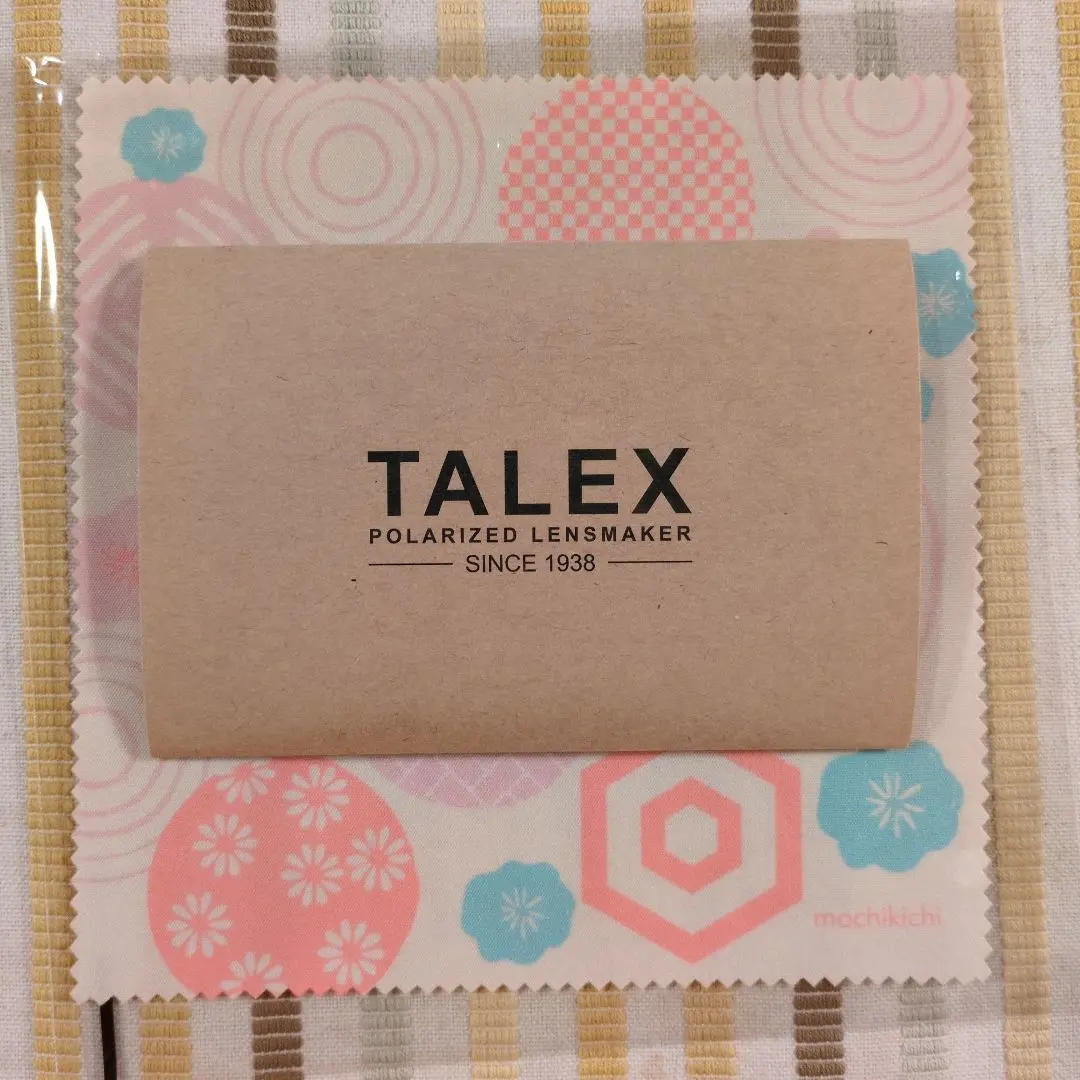 TALEX
POLARIZED LENSMAKER
SINCE 1938
mochikichi